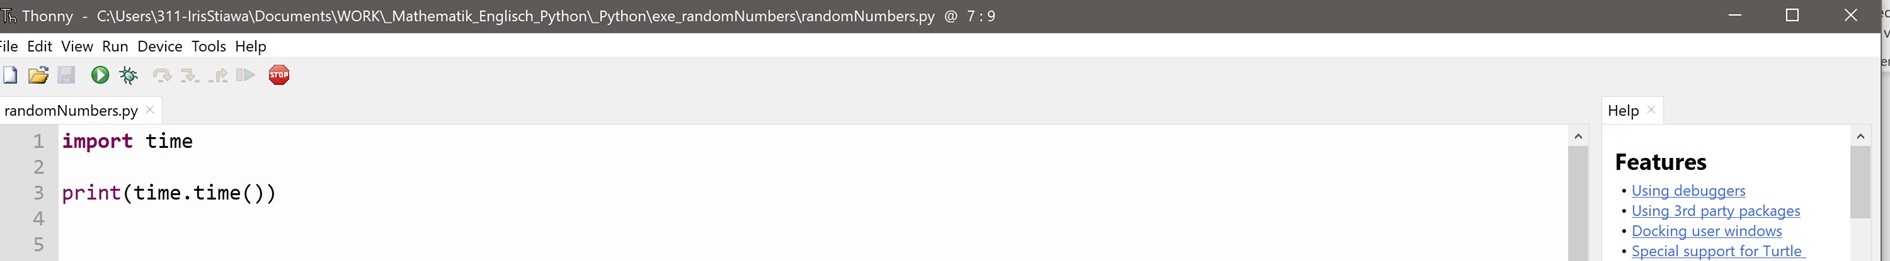 Thonny - C:\Users\311-IrisStiawa\Documents\WORK\_Mathematik_Englisch_Python\_Python\exe_randomNumbers\randomNumbers.py @ 7 : 9
File Edit View Run Device Tools Help
STOP
randomNumbers.py ×
Help ×
1 import time
2
3 print(time.time())
4
5
Features
• Using debuggers
• Using 3rd party packages
• Docking user windows
• Special support for Turtle